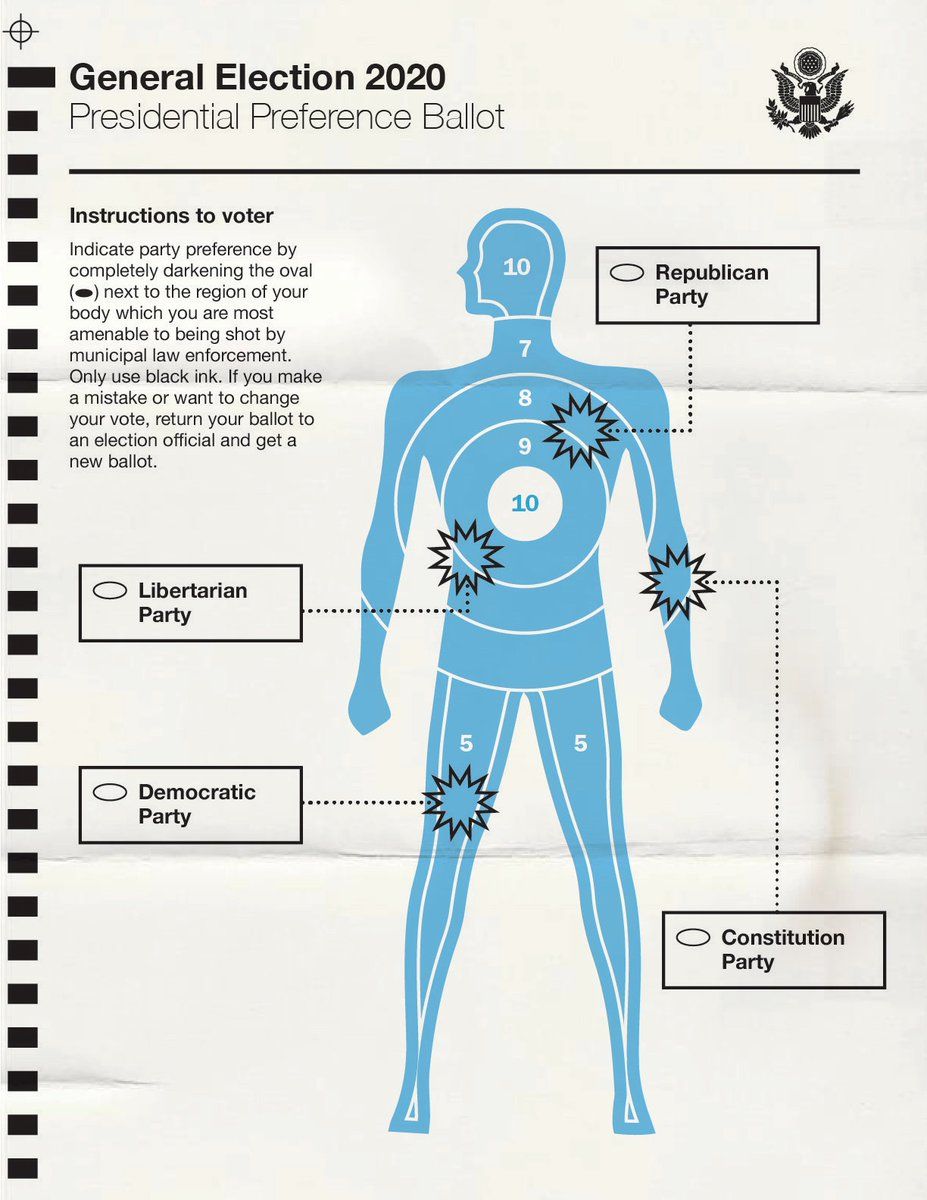 General Election 2020
Presidential Preference Ballot
Instructions to voter
Indicate party preference by
completely darkening the oval
( ) next to the region of your
body which you are most
amenable to being shot by
municipal law enforcement.
Only use black ink. If you make
a mistake or want to change
your vote, return your ballot to
an election official and get a
new ballot.
10
Republican
Party
7
8
9
10
Libertarian
Party
5
5
Democratic
Party
Constitution
Party